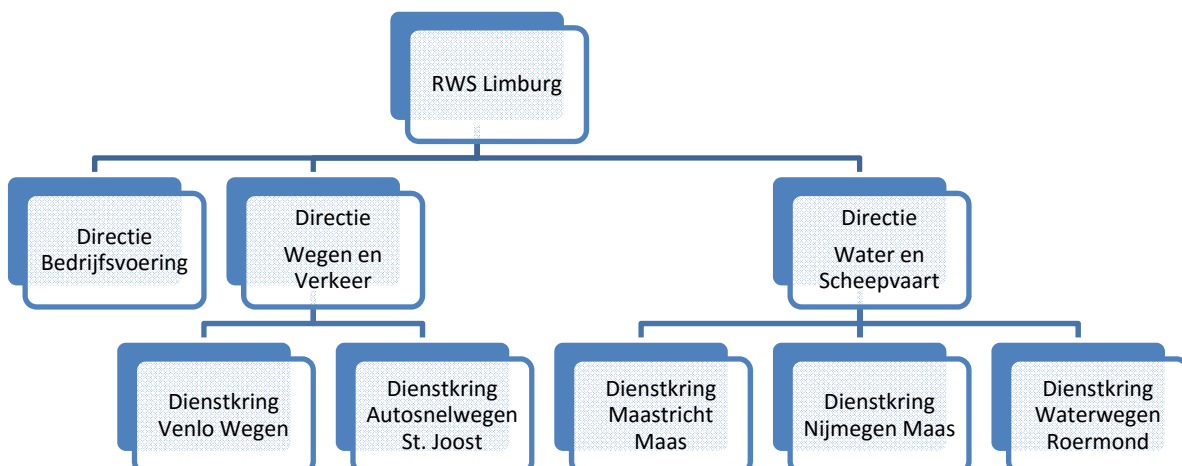 RWS Limburg
Directie
Bedrijfsvoering
Directie
Wegen en
Verkeer
Directie
Water en
Scheepvaart
Dienstkring
Venlo Wegen
Dienstkring
Autosnelwegen
St. Joost
Dienstkring
Maastricht
Maas
Dienstkring
Nijmegen Maas
Dienstkring
Waterwegen
Roermond